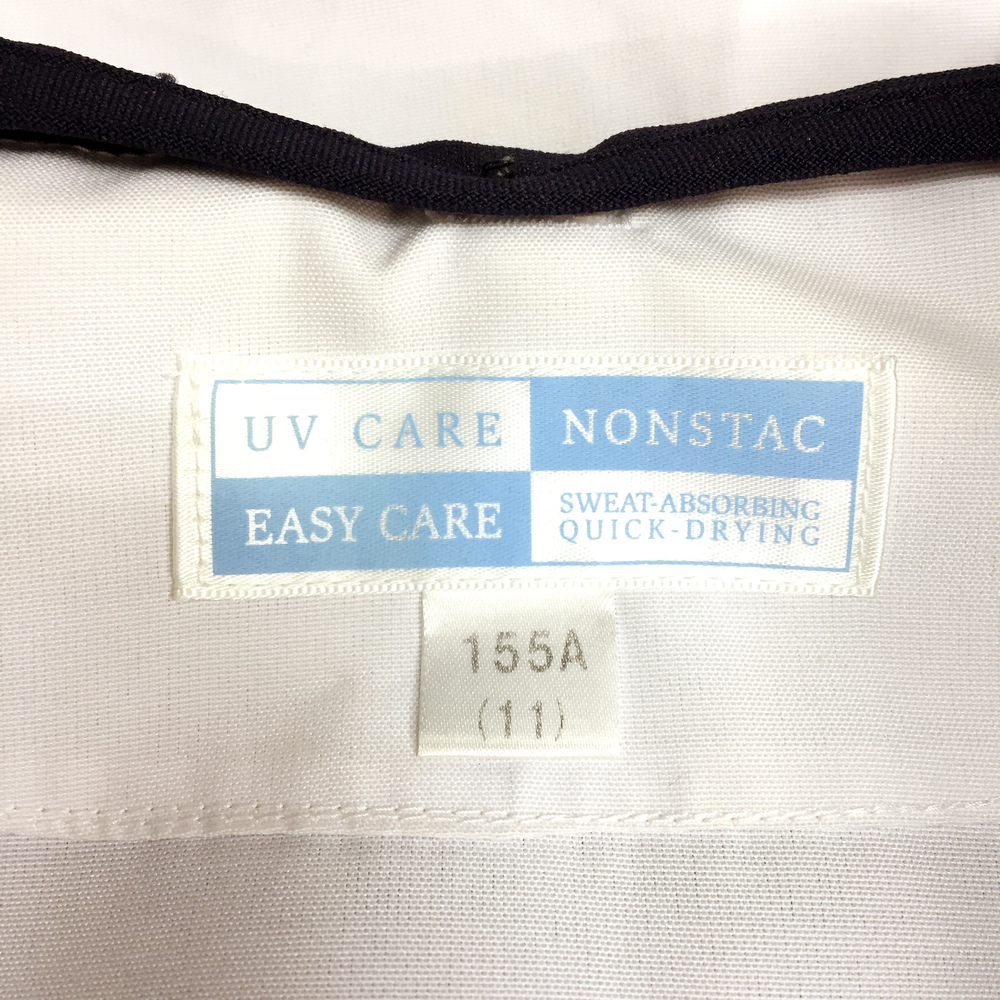 UV CARE
NONSTAC
EASY CARE
SWEAT-ABSORBING
QUICK-DRYING
155A
(11)